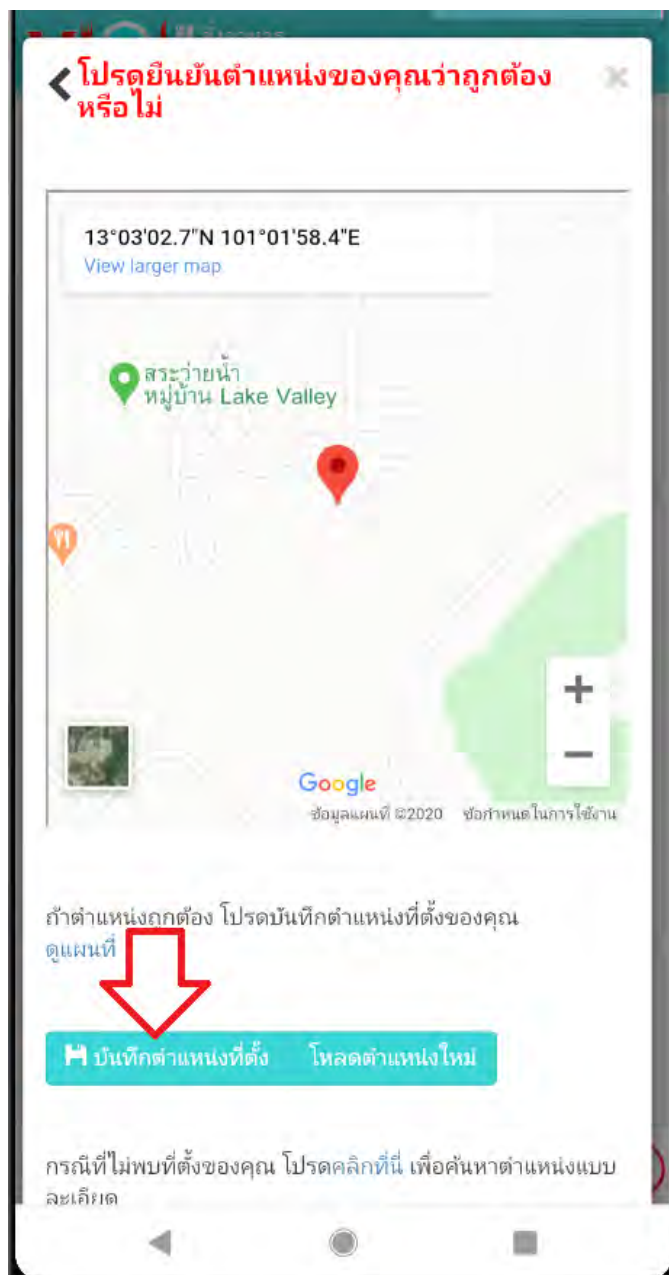 โปรดยืนยันตำแหน่งของคุณว่าถูกต้อง
หรือไม่
13°03'02.7"N 101°01'58.4"E
View larger map
สระว่ายน้ำ
หมู่บ้าน Lake Valley
Google
ข้อมูลแผนที่ ©2020 ข้อกำหนดในการใช้งาน
ถ้าตำแหน่งถูกต้อง โปรดบันทึกตำแหน่งที่ตั้งของคุณ
ดูแผนที่
บันทึกตำแหน่งที่ตั้ง โหลดตำแหน่งใหม่
กรณีที่ไม่พบที่ตั้งของคุณ โปรดคลิกที่นี่ เพื่อค้นหาตำแหน่งแบบ
ละเอียด